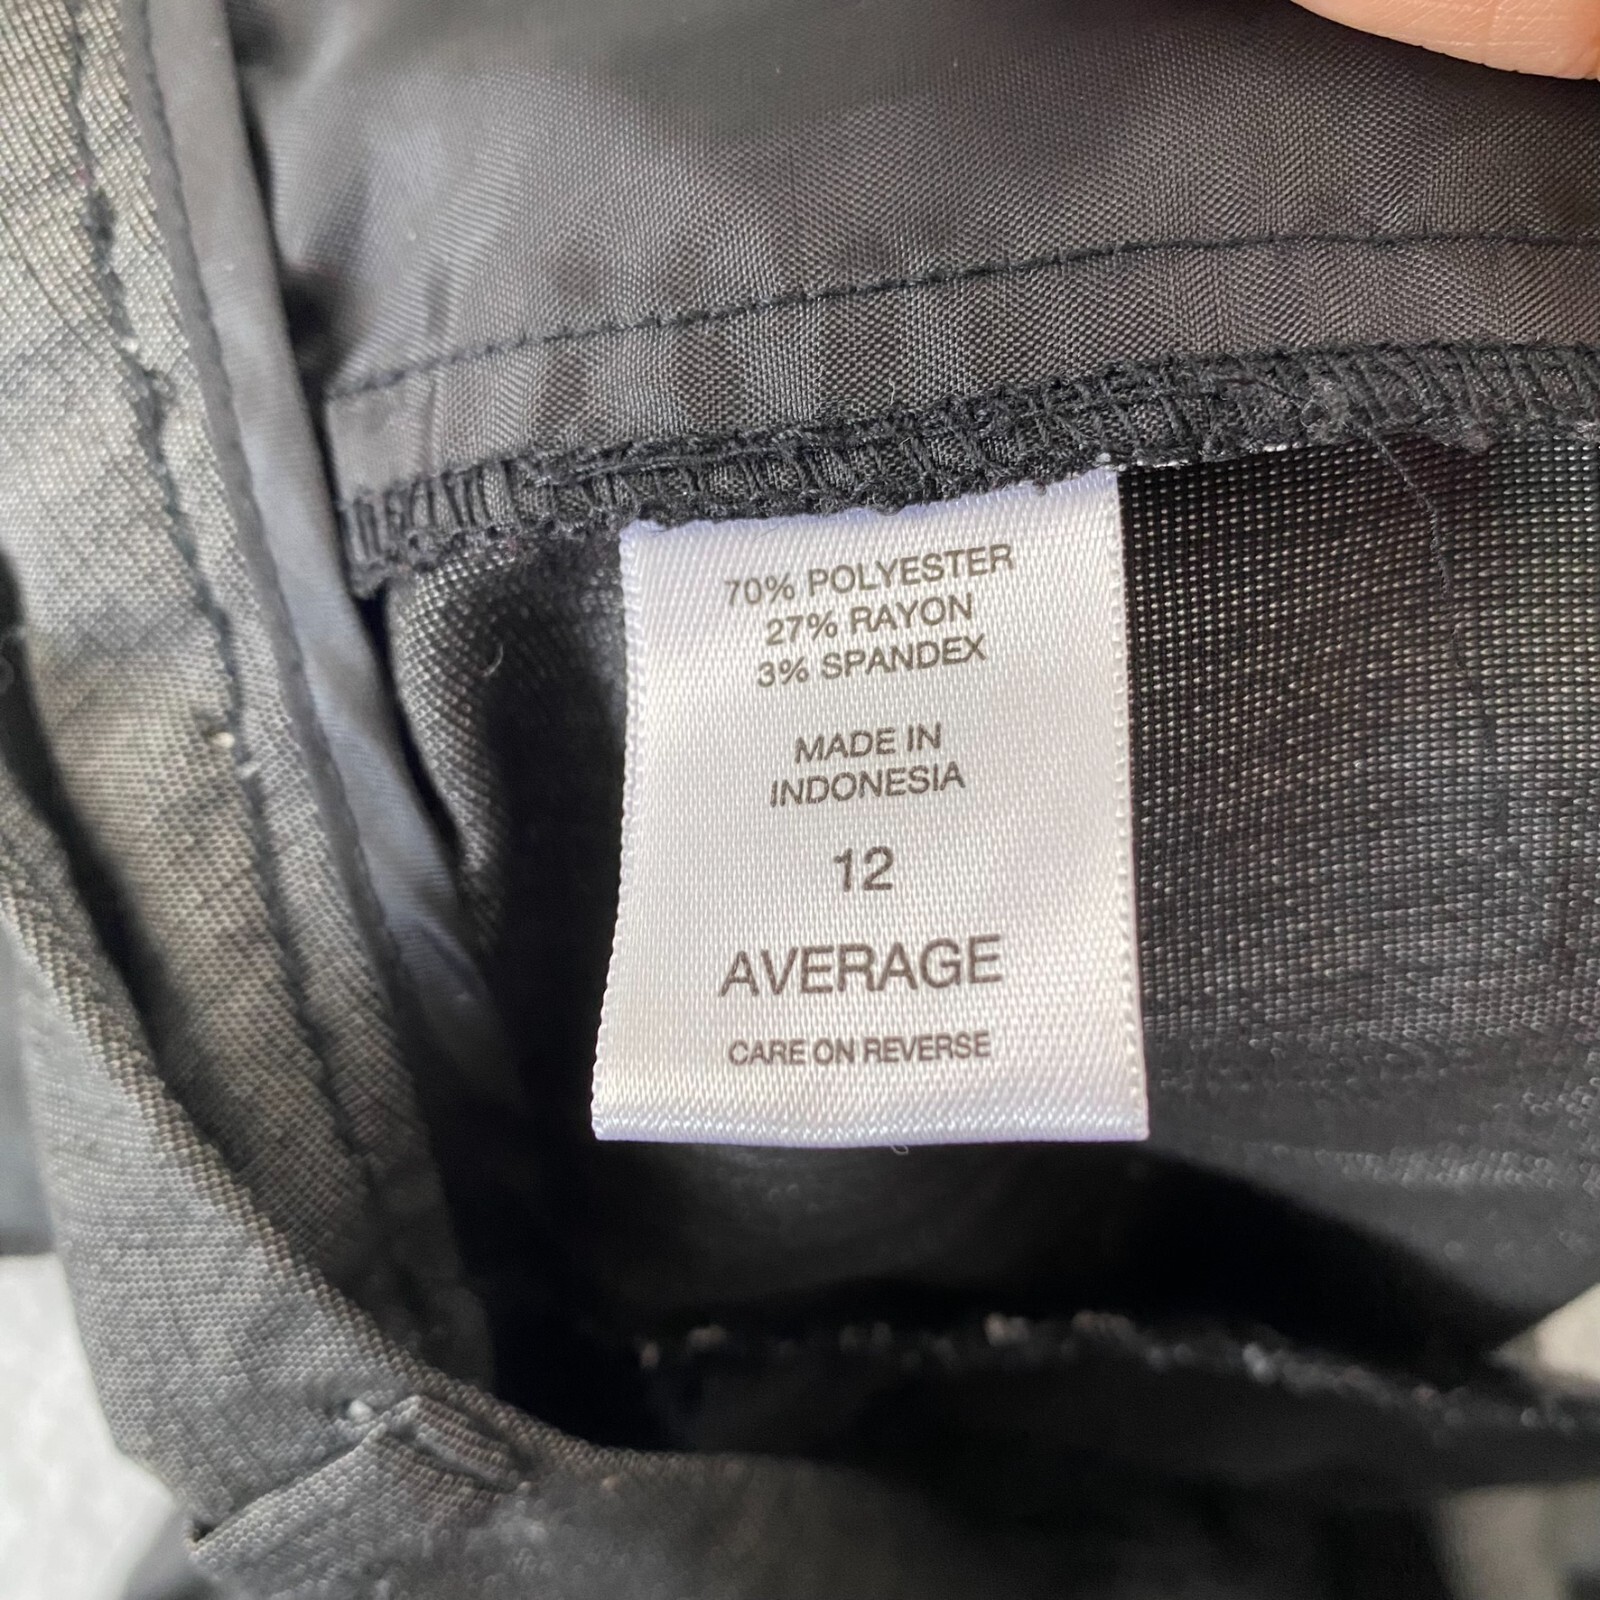 70% POLYESTER
27% RAYON
3% SPANDEX
MADE IN
INDONESIA
12
AVERAGE
CARE ON REVERSE